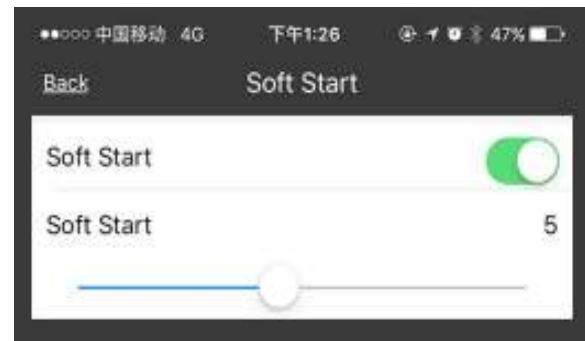 中国移动 4G 下午1:26 47%
Back Soft Start
Soft Start
Soft Start 5